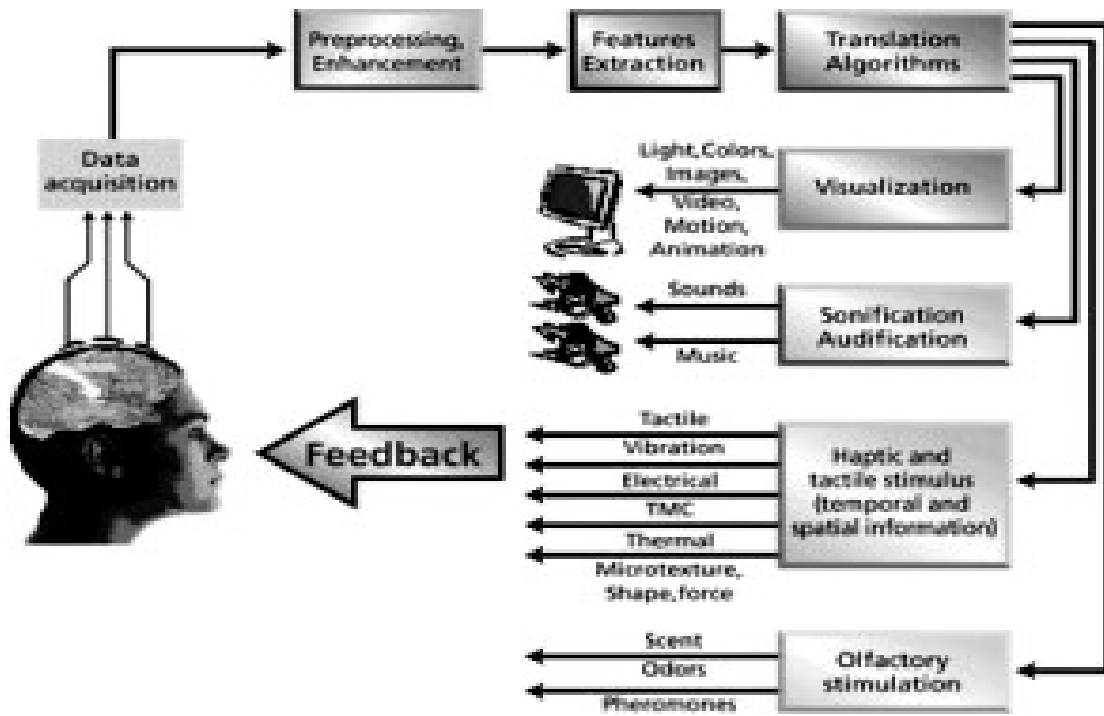 Preprocessing,
Enhancement
Features
Extraction
Translation
Algorithms
Data
acquisition
Light, Colors,
Images,
Video,
Motion,
Animation
Visualization
Sounds
Music
Sonification
Audification
Feedback
Tactile
Vibration
Electrical
TMC
Thermal
Microtexture,
Shape, force
Haptic and
tactile stimulus
(temporal and
spatial information)
Scent
Odors
Pheromones
Olfactory
stimulation